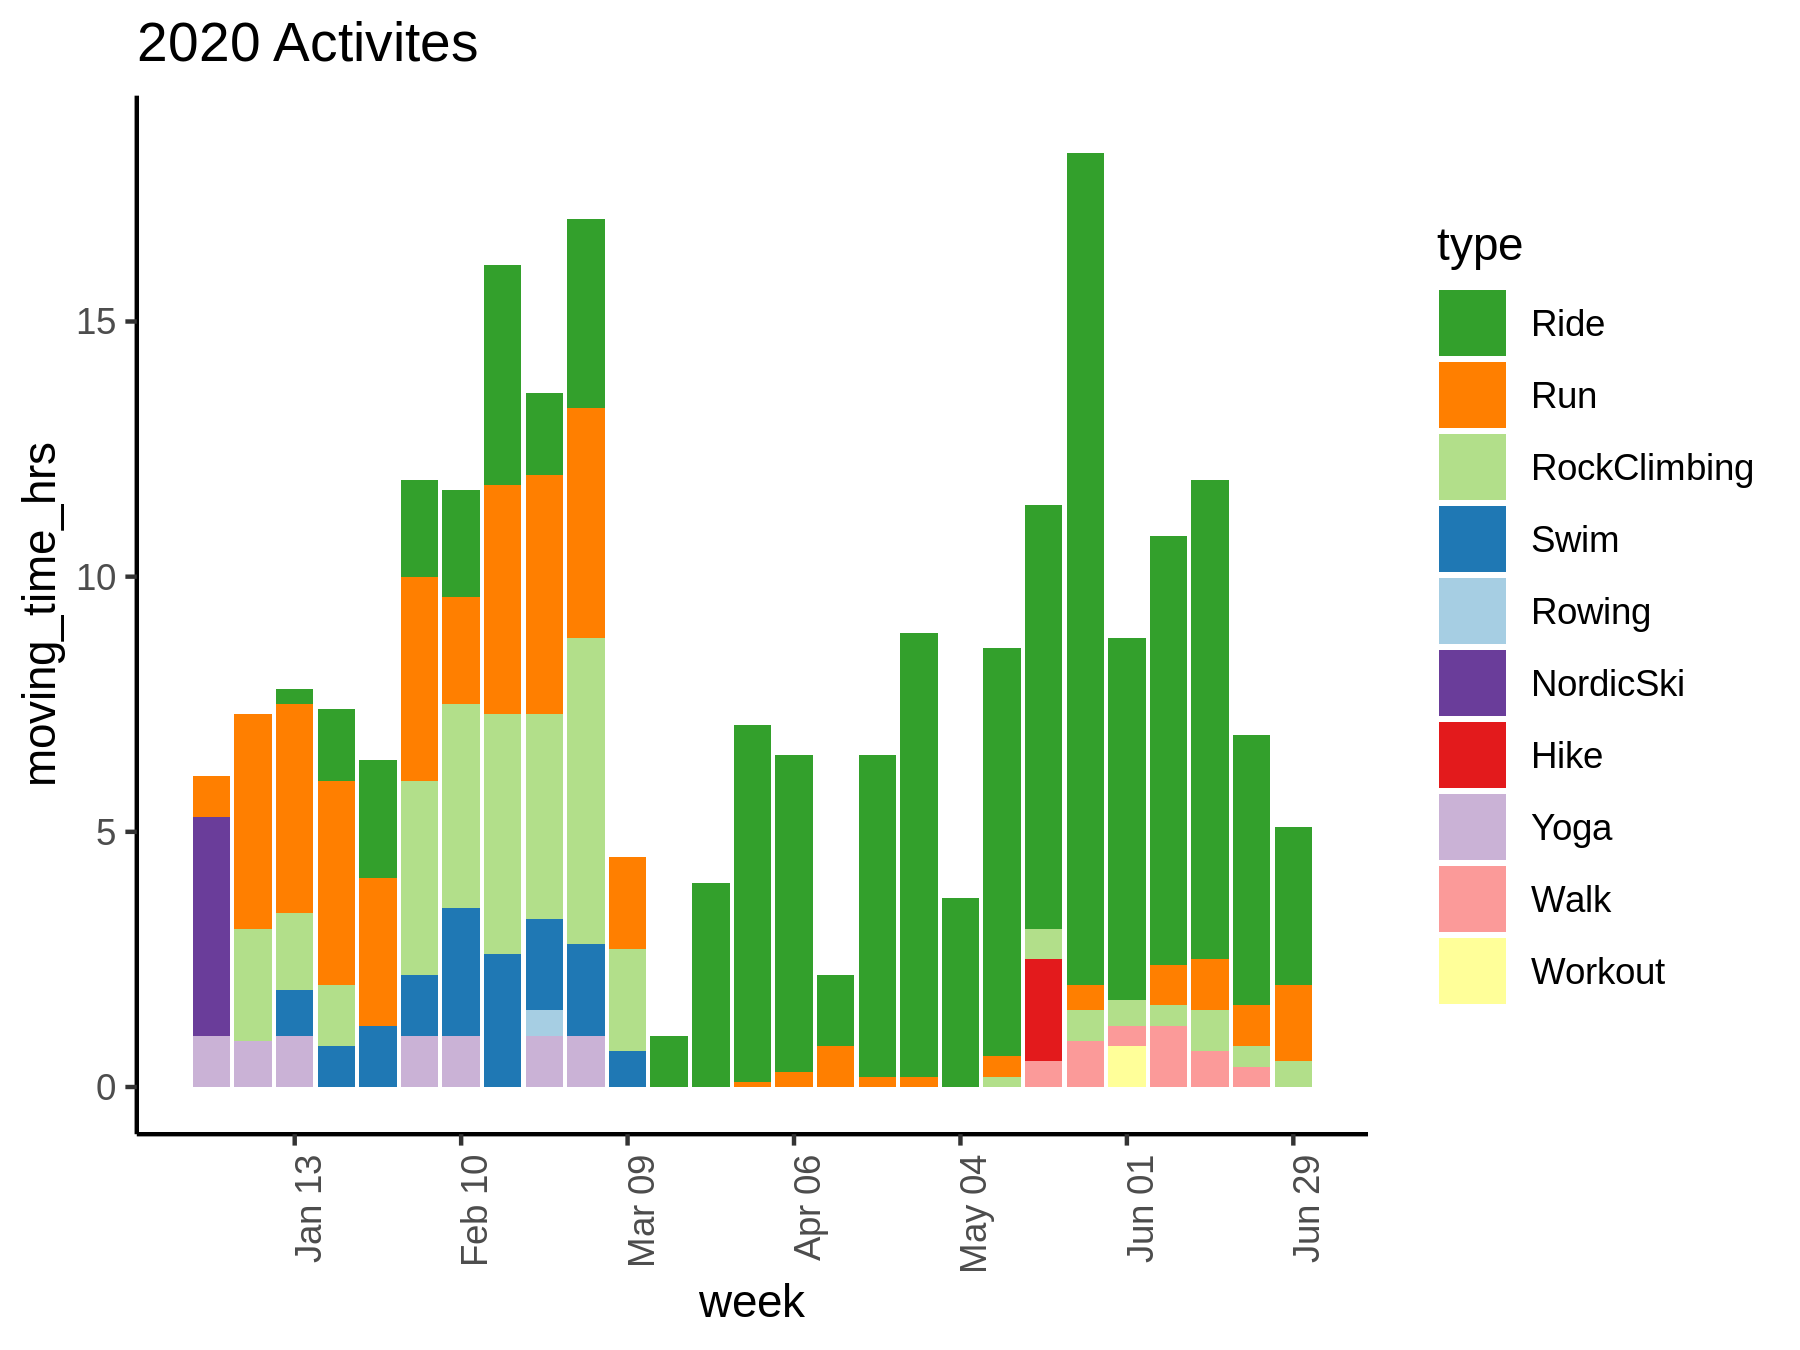 2020 Activites
moving_time_hrs
15
10
5
0
Jan 13
Feb 10
Mar 09
Apr 06
May 04
Jun 01
Jun 29
week
type
Ride
Run
RockClimbing
Swim
Rowing
NordicSki
Hike
Yoga
Walk
Workout